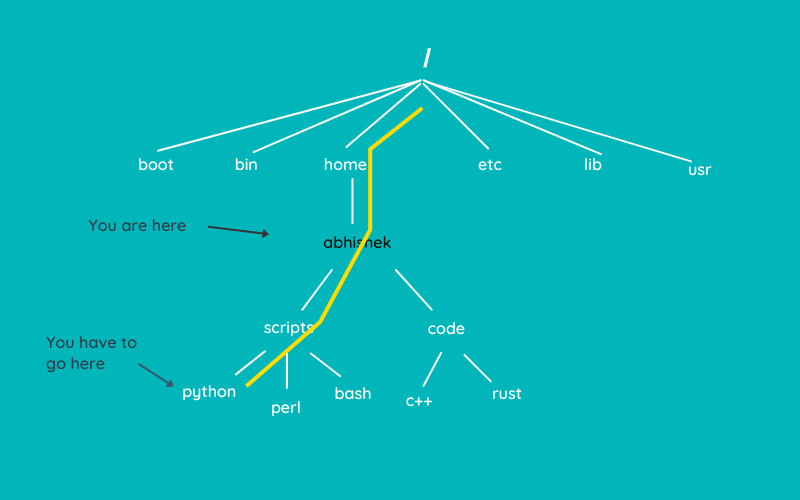 /
boot bin home etc lib usr
You are here
abhishek
scripts code
You have to
go here
python perl bash c++ rust